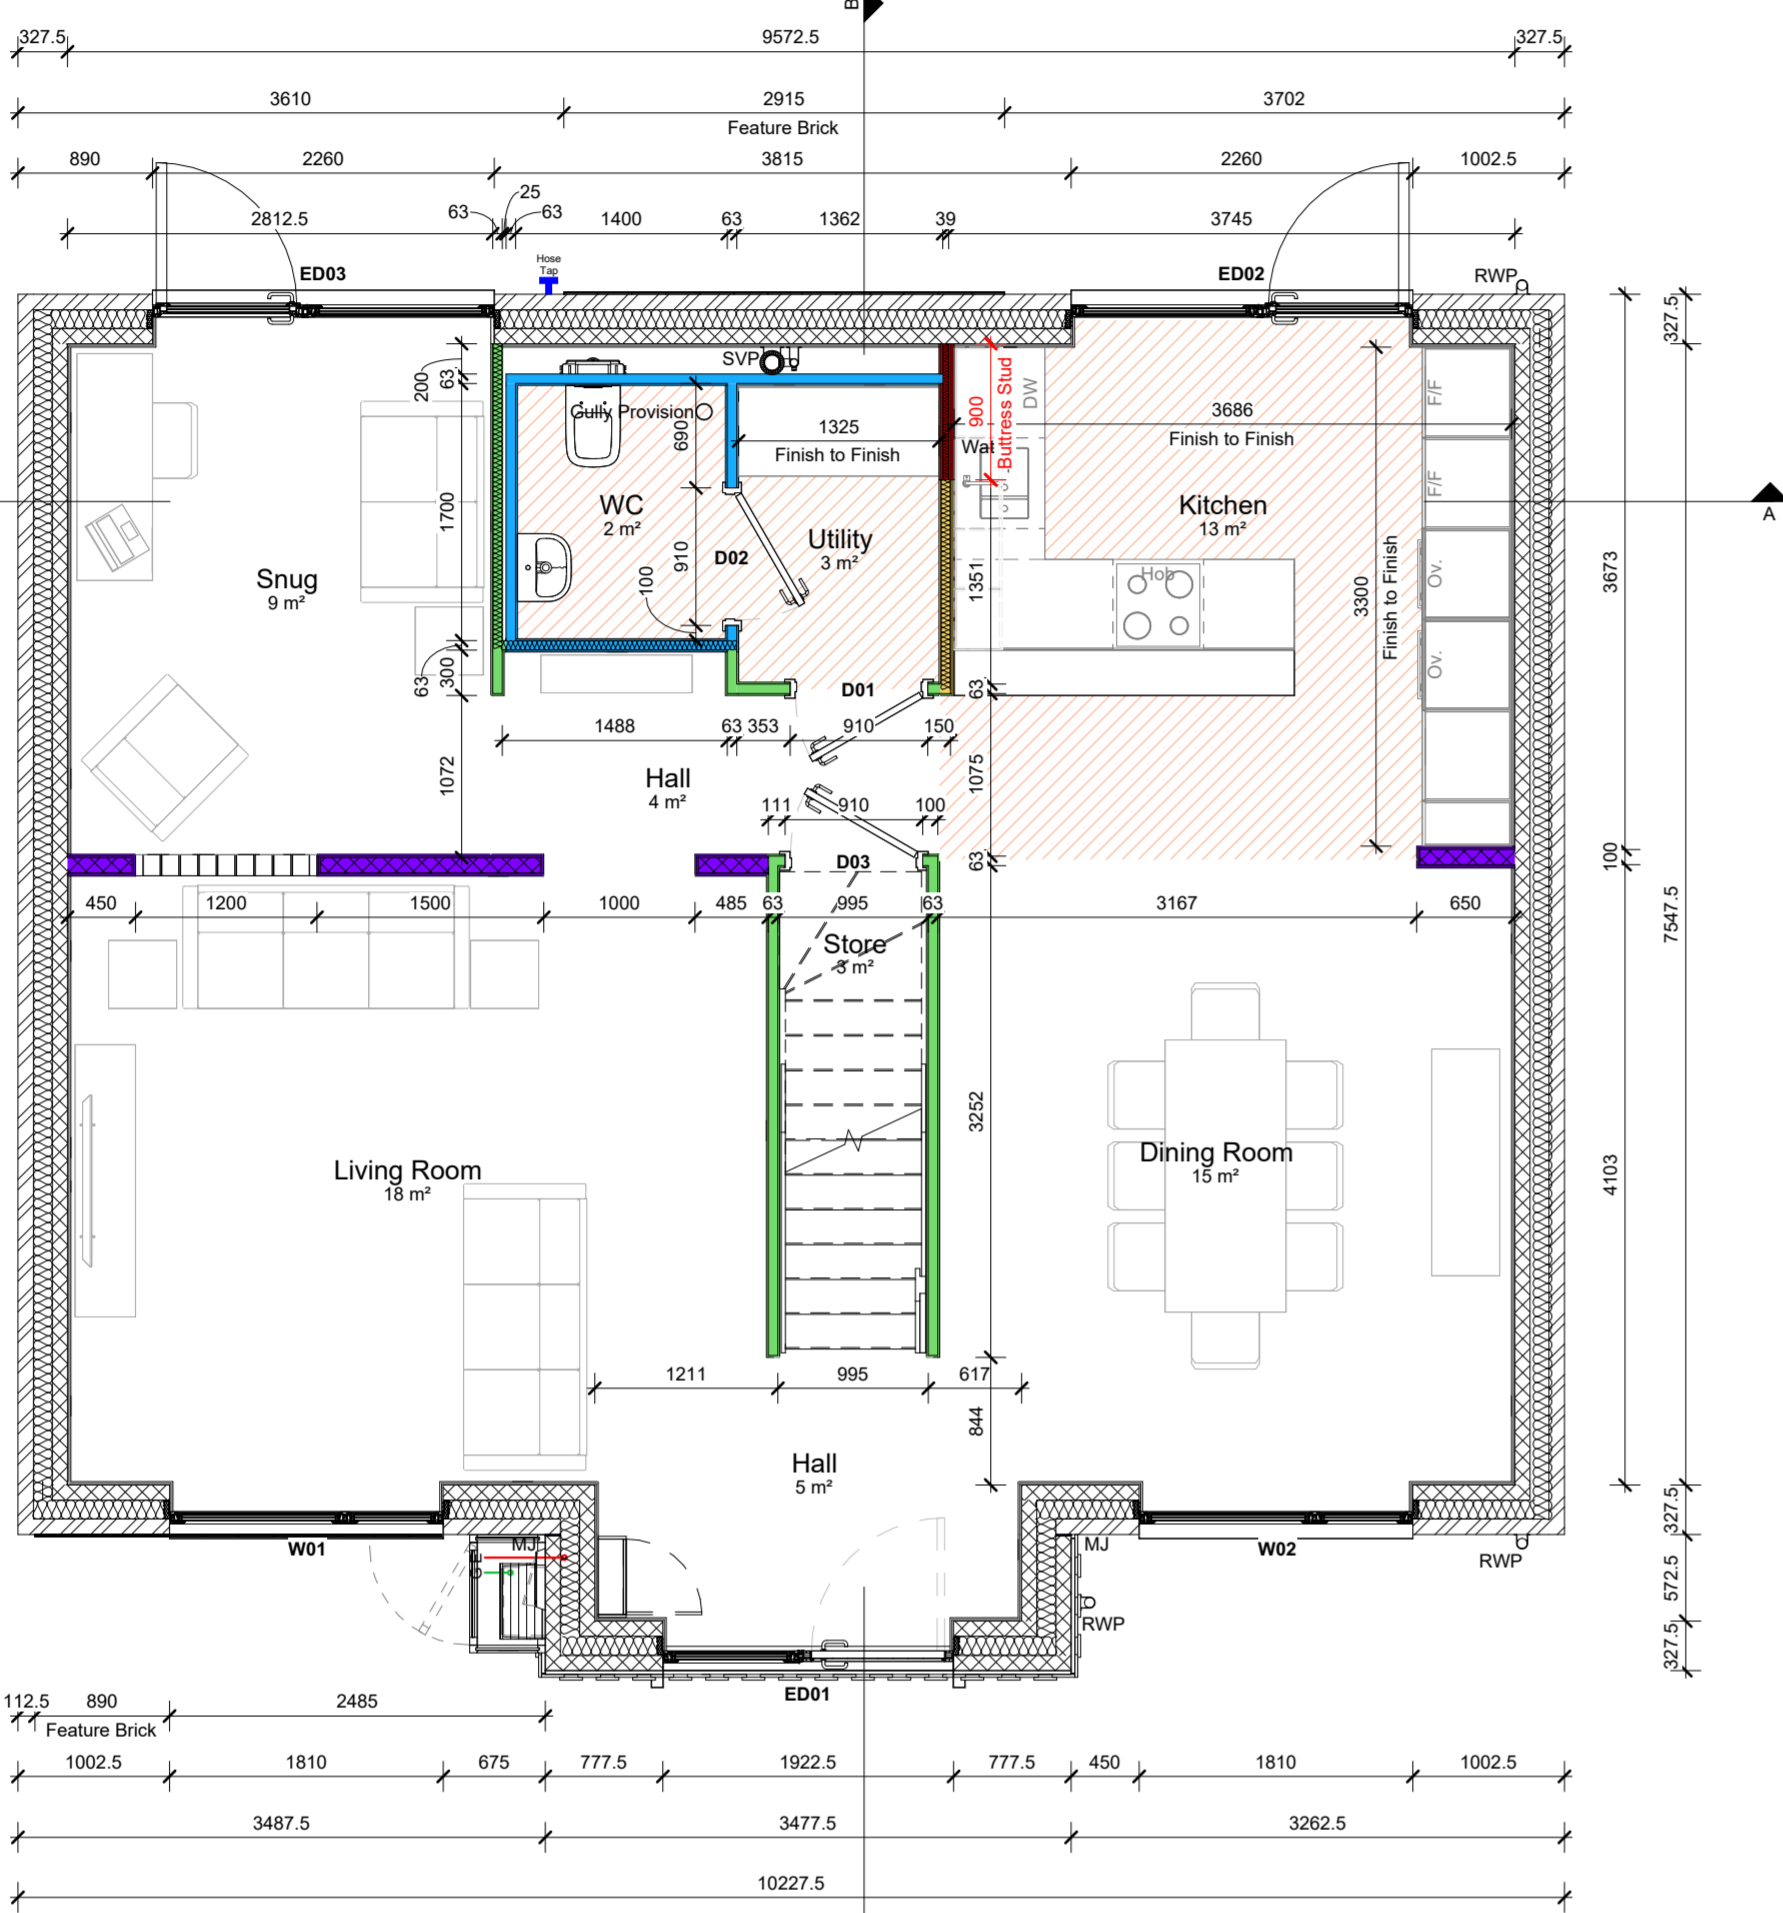 B
327.5 9572.5 327.5
3610 2915 3702
Feature Brick
890 2260 3815 2260 1002.5
25
2812.5 63 63 1400 63 1362 39 3745
ED03 Hose Tap ED02 RWP
SVP
200 63 Gully Provision 690 1325 Finish to Finish
900 Buttress Stud DW
3686 Finish to Finish
F/F
F/F
327.5
Wat
WC
2 m²
Kitchen
13 m²
A
1700
Utility
3 m²
D02
910
100
Snug
9 m²
1351
Hob
3300 Finish to Finish
Ov.
Ov.
3673
63 300
D01
63
1488 63 353 910 150
1072
Hall
4 m²
1075
111 910 100
D03
63
100
450 1200 1500 1000 485 63 995 63 3167 650
7547.5
Store
3 m²
3252
Living Room
18 m²
Dining Room
15 m²
4103
1211 995 617
844
Hall
5 m²
327.5
W01 MJ MJ W02 RWP
G E
572.5
RWP
327.5
ED01
112.5 890 2485
Feature Brick
1002.5 1810 675 777.5 1922.5 777.5 450 1810 1002.5
3487.5 3477.5 3262.5
10227.5